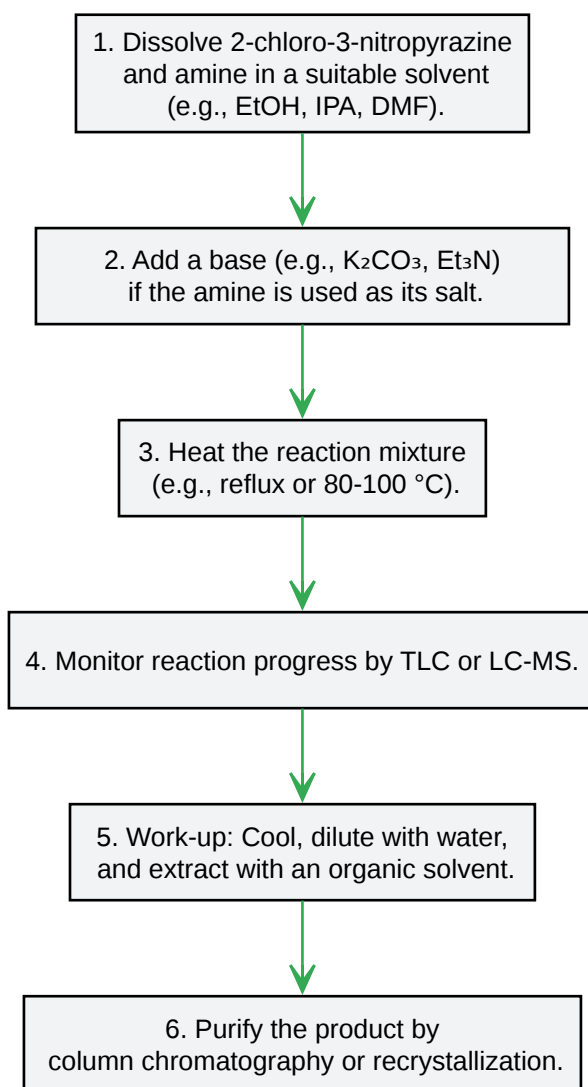 1. Dissolve 2-chloro-3-nitropyrazine
and amine in a suitable solvent
(e.g., EtOH, IPA, DMF).
2. Add a base (e.g., K₂CO₃, Et₃N)
if the amine is used as its salt.
3. Heat the reaction mixture
(e.g., reflux or 80-100 °C).
4. Monitor reaction progress by TLC or LC-MS.
5. Work-up: Cool, dilute with water,
and extract with an organic solvent.
6. Purify the product by
column chromatography or recrystallization.